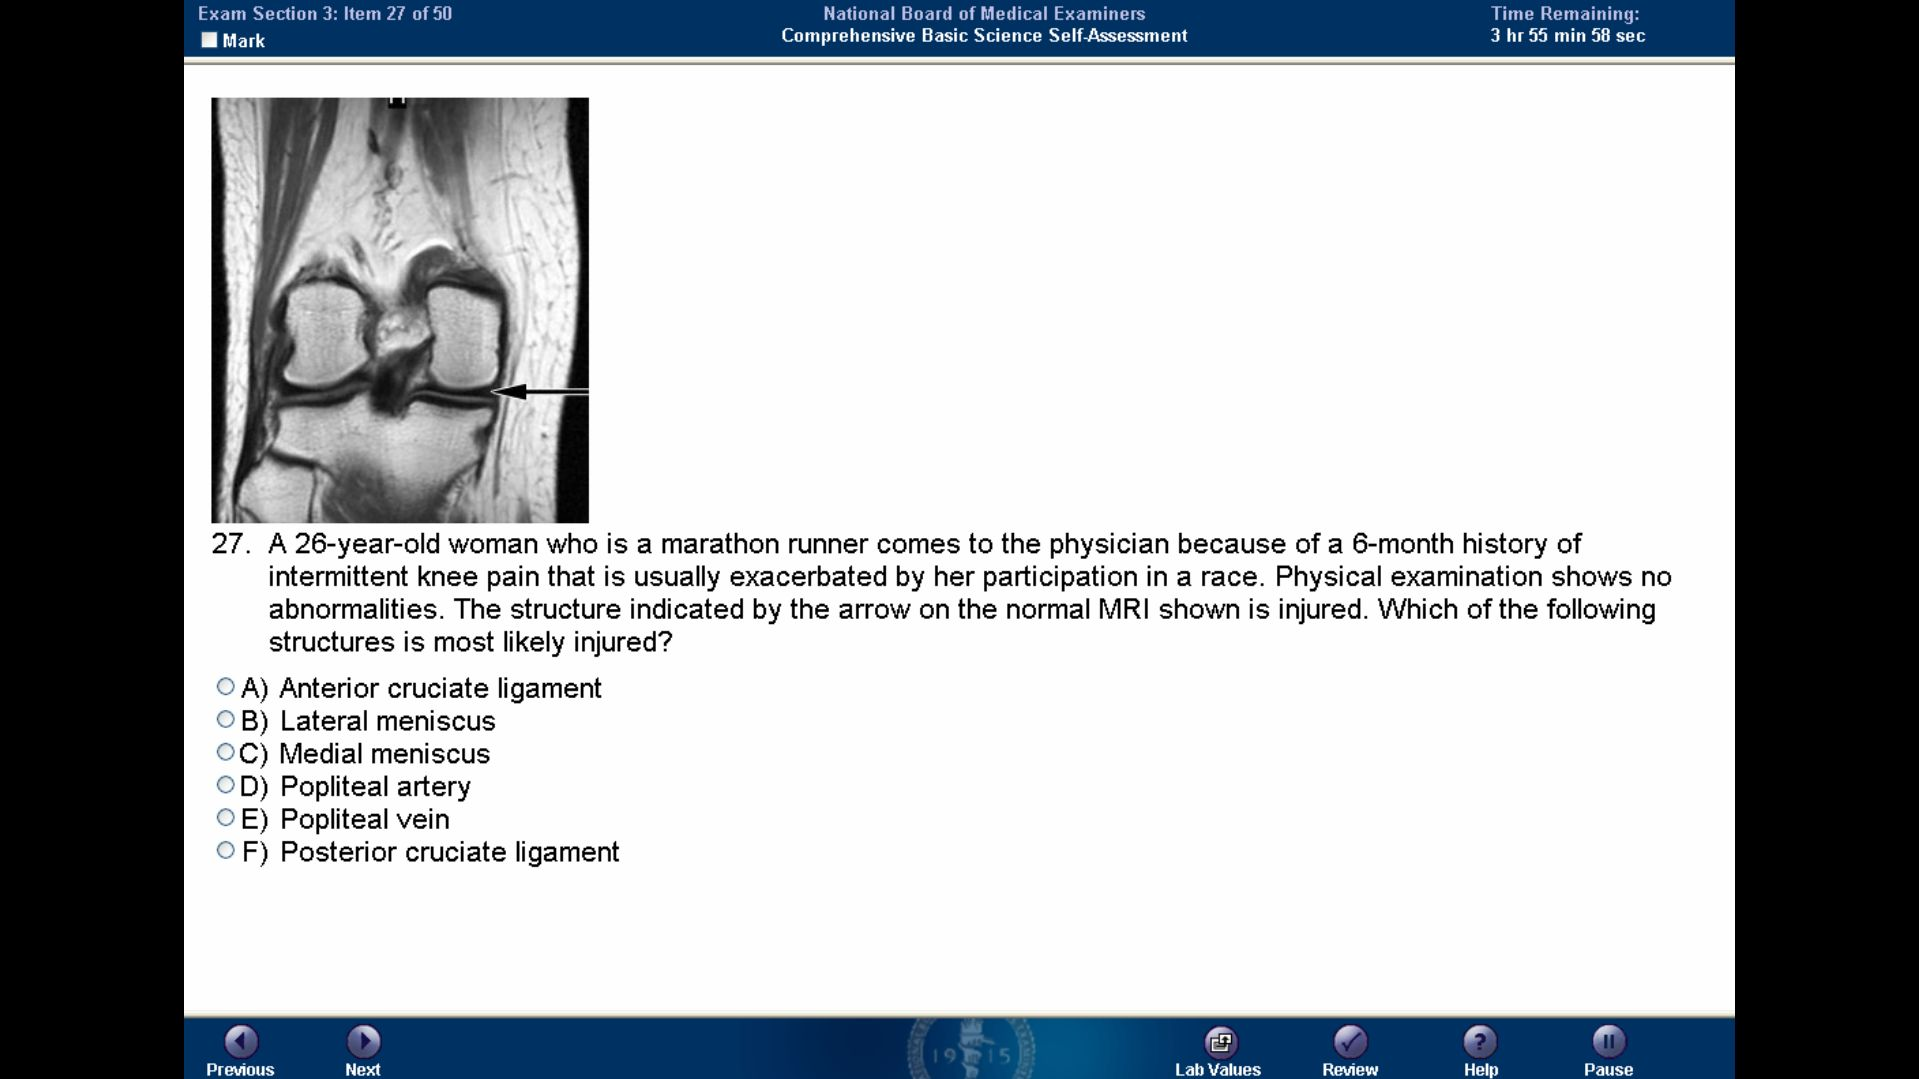 Exam Section 3: Item 27 of 50
National Board of Medical Examiners
Time Remaining:
Mark
Comprehensive Basic Science Self-Assessment
3 hr 55 min 58 sec
27. A 26-year-old woman who is a marathon runner comes to the physician because of a 6-month history of
intermittent knee pain that is usually exacerbated by her participation in a race. Physical examination shows no
abnormalities. The structure indicated by the arrow on the normal MRI shown is injured. Which of the following
structures is most likely injured?
A) Anterior cruciate ligament
B) Lateral meniscus
C) Medial meniscus
D) Popliteal artery
E) Popliteal vein
F) Posterior cruciate ligament
19 15
Previous
Next
Lab Values
Review
Help
Pause